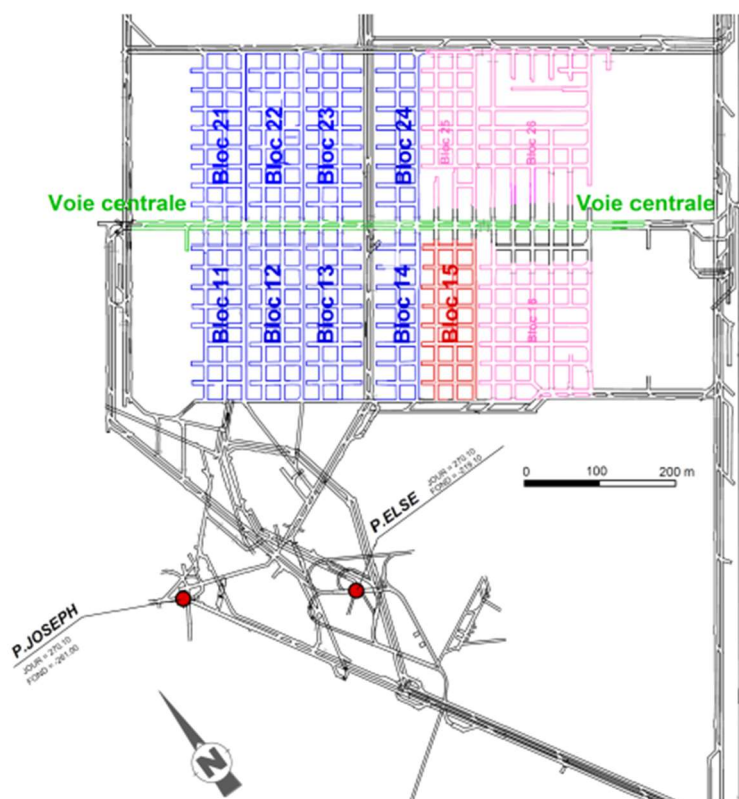 Bloc 21
Bloc 22
Bloc 23
Bloc 24
Bloc 25
Bloc 26
Voie centrale
Voie centrale
Bloc 11
Bloc 12
Bloc 13
Bloc 14
Bloc 15
0 100 200 m
P.ELSE
JOUR = 270.10
FOND = -219.10
P.JOSEPH
JOUR = 270.10
FOND = -261.00
N